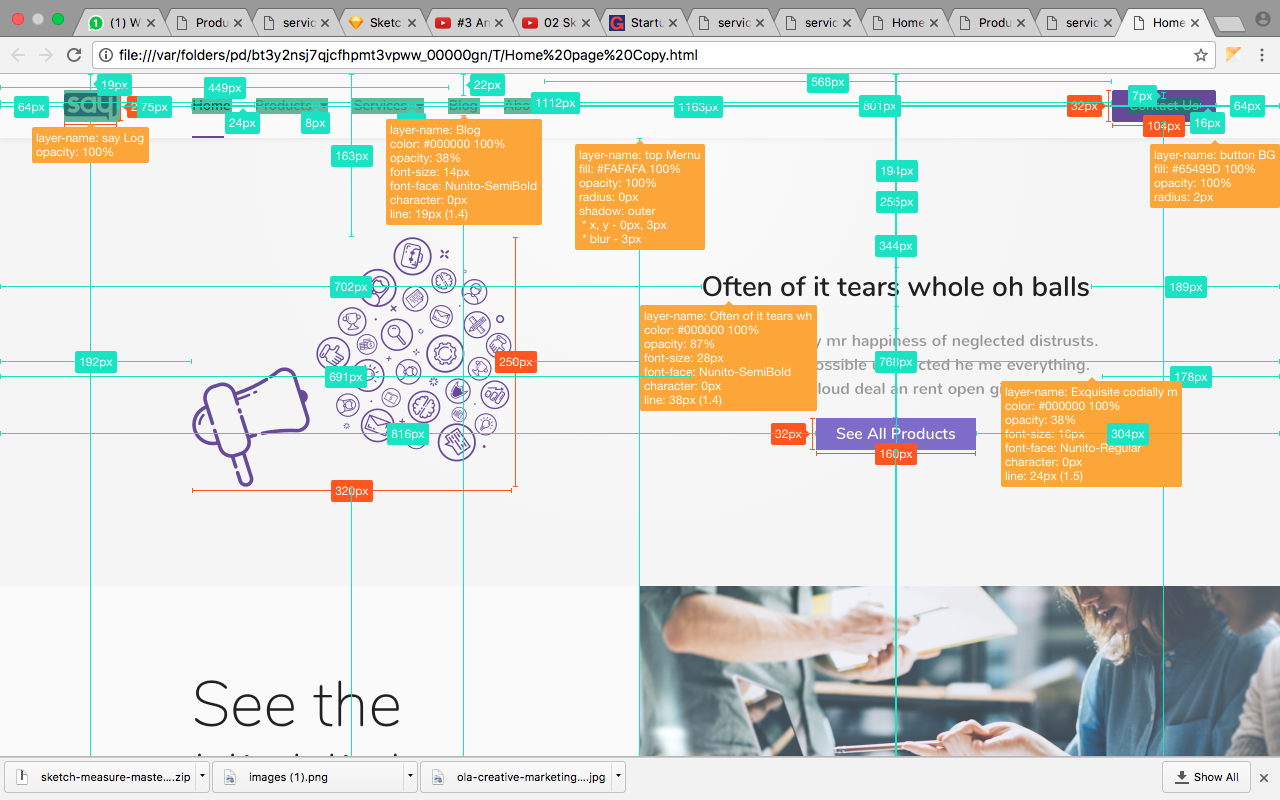 (1) W
Produ
servic
Sketc
#3 An
02 Sk
Startu
servic
servic
Home
Produ
servic
Home
file:///var/folders/pd/bt3y2nsj7qjcfhpmt3vpww_00000gn/T/Home%20page%20Copy.html
19px
449px
22px
568px
64px
say
75px
Home
Products
Services
Blog
Abo
1112px
1163px
801px
32px
7px
Contact Us
64px
24px
8px
104px
16px
layer-name: say Log
opacity: 100%
163px
layer-name: Blog
color: #000000 100%
opacity: 38%
font-size: 14px
font-face: Nunito-SemiBold
character: 0px
line: 19px (1.4)
layer-name: top Mernu
fill: #FAFAFA 100%
opacity: 100%
radius: 0px
shadow: outer
* x, y - 0px, 3px
* blur - 3px
layer-name: button BG
fill: #65499D 100%
opacity: 100%
radius: 2px
194px
255px
344px
702px
Often of it tears whole oh balls
189px
layer-name: Often of it tears wh
color: #000000 100%
opacity: 87%
font-size: 28px
font-face: Nunito-SemiBold
character: 0px
line: 38px (1.4)
y mr happiness of neglected distrusts.
192px
250px
768px
cted he me everything.
691px
loud deal an rent open
178px
layer-name: Exquisite codially m
color: #000000 100%
opacity: 38%
font-size: 16px
font-face: Nunito-Regular
character: 0px
line: 24px (1.5)
816px
32px
See All Products
304px
160px
320px
See the
sketch-measure-maste....zip
images (1).png
ola-creative-marketing....jpg
Show All